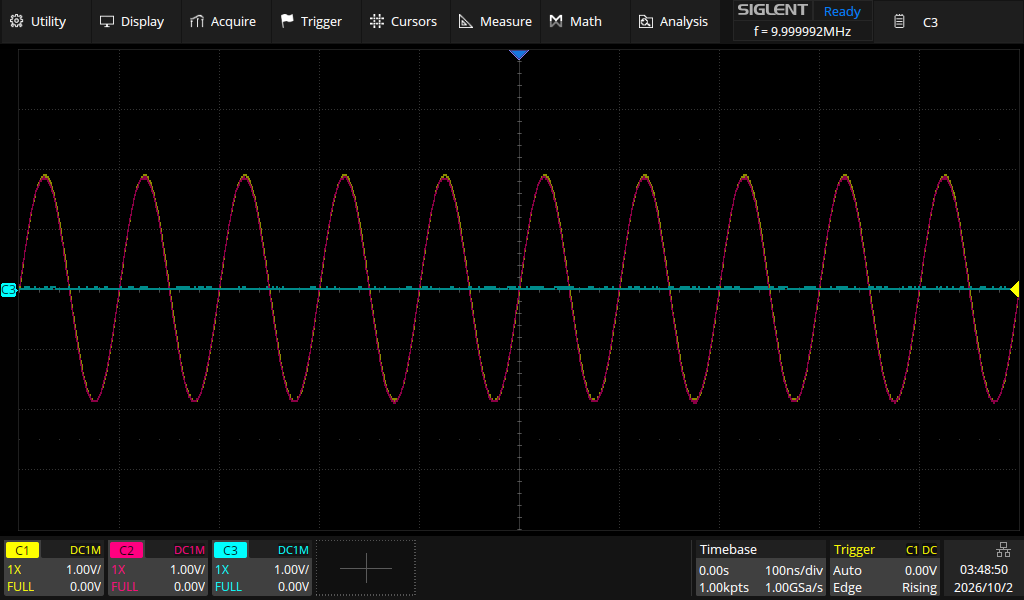 Utility Display Acquire Trigger Cursors Measure Math Analysis
SIGLENT Ready
f = 9.999992MHz
C3
C3
C1 DC1M
1X 1.00V/
FULL 0.00V
C2 DC1M
1X 1.00V/
FULL 0.00V
C3 DC1M
1X 1.00V/
FULL 0.00V
Timebase
0.00s 100ns/div
1.00kpts 1.00GSa/s
Trigger C1 DC
Auto 0.00V
Edge Rising
03:48:50
2026/10/2